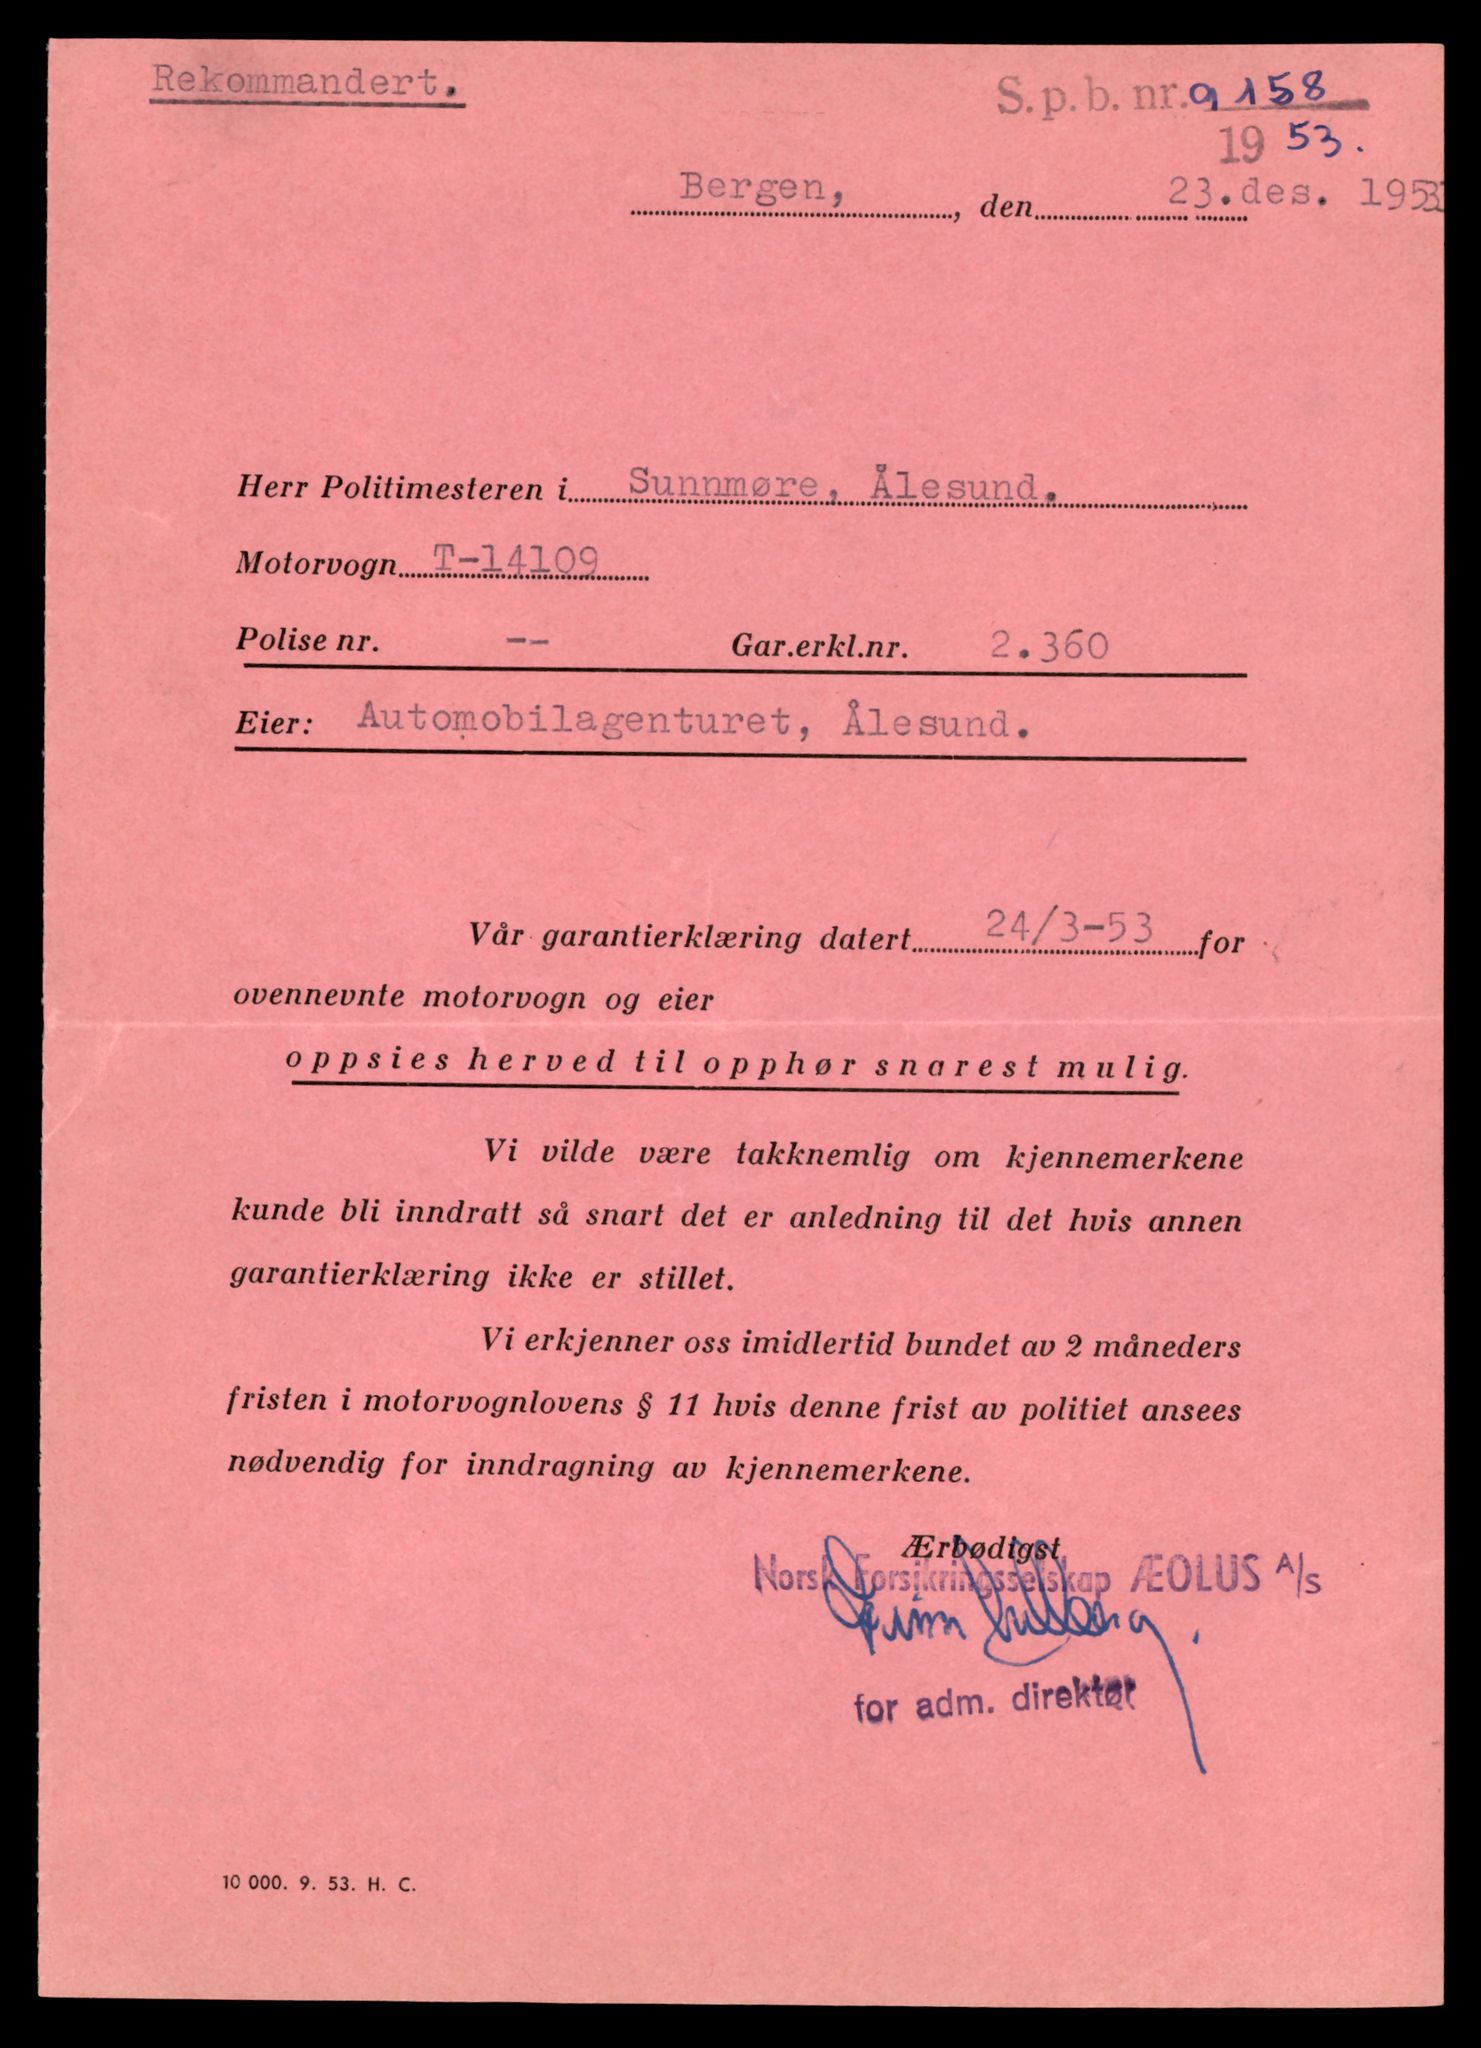 Rekommandert.
S.p.b. nr. 9158
1953.
Bergen, , den 23.des. 1953
Herr Politimesteren i Sunnmøre, Ålesund.
Motorvogn T-14109
Polise nr. -- Gar.erkl.nr. 2.360
Eier: Automobilagenturet, Ålesund.
Vår garantierklæring datert 24/3-53 for
ovennevnte motorvogn og eier
oppsies herved til opphør snarest mulig.
Vi vilde være takknemlig om kjennemerkene
kunde bli inndratt så snart det er anledning til det hvis annen
garantierklæring ikke er stillet.
Vi erkjenner oss imidlertid bundet av 2 måneders
fristen i motorvognlovens § 11 hvis denne frist av politiet ansees
nødvendig for inndragning av kjennemerkene.
Ærbødigst
Norsk Forsikringsselskap ÆOLUS A/s
for adm. direktør
10 000. 9. 53. H. C.